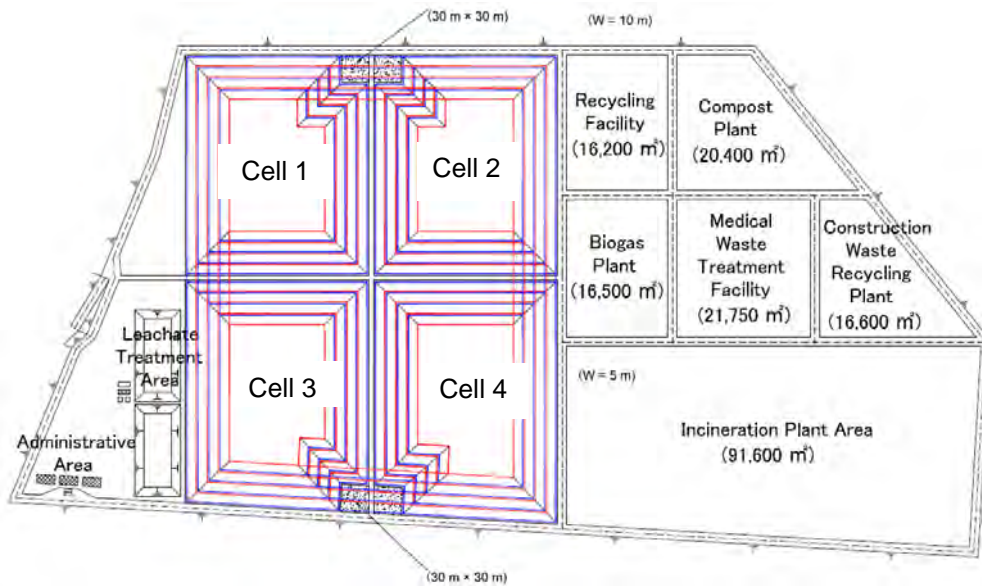 (30 m × 30 m)
(W = 10 m)
Recycling
Facility
(16,200 ㎡)
Compost
Plant
(20,400 ㎡)
Cell 1
Cell 2
Biogas
Plant
(16,500 ㎡)
Medical
Waste
Treatment
Facility
(21,750 ㎡)
Construction
Waste
Recycling
Plant
(16,600 ㎡)
Leachate
Treatment
Area
Cell 3
Cell 4
(W = 5 m)
Incineration Plant Area
(91,600 ㎡)
Administrative
Area
(30 m × 30 m)